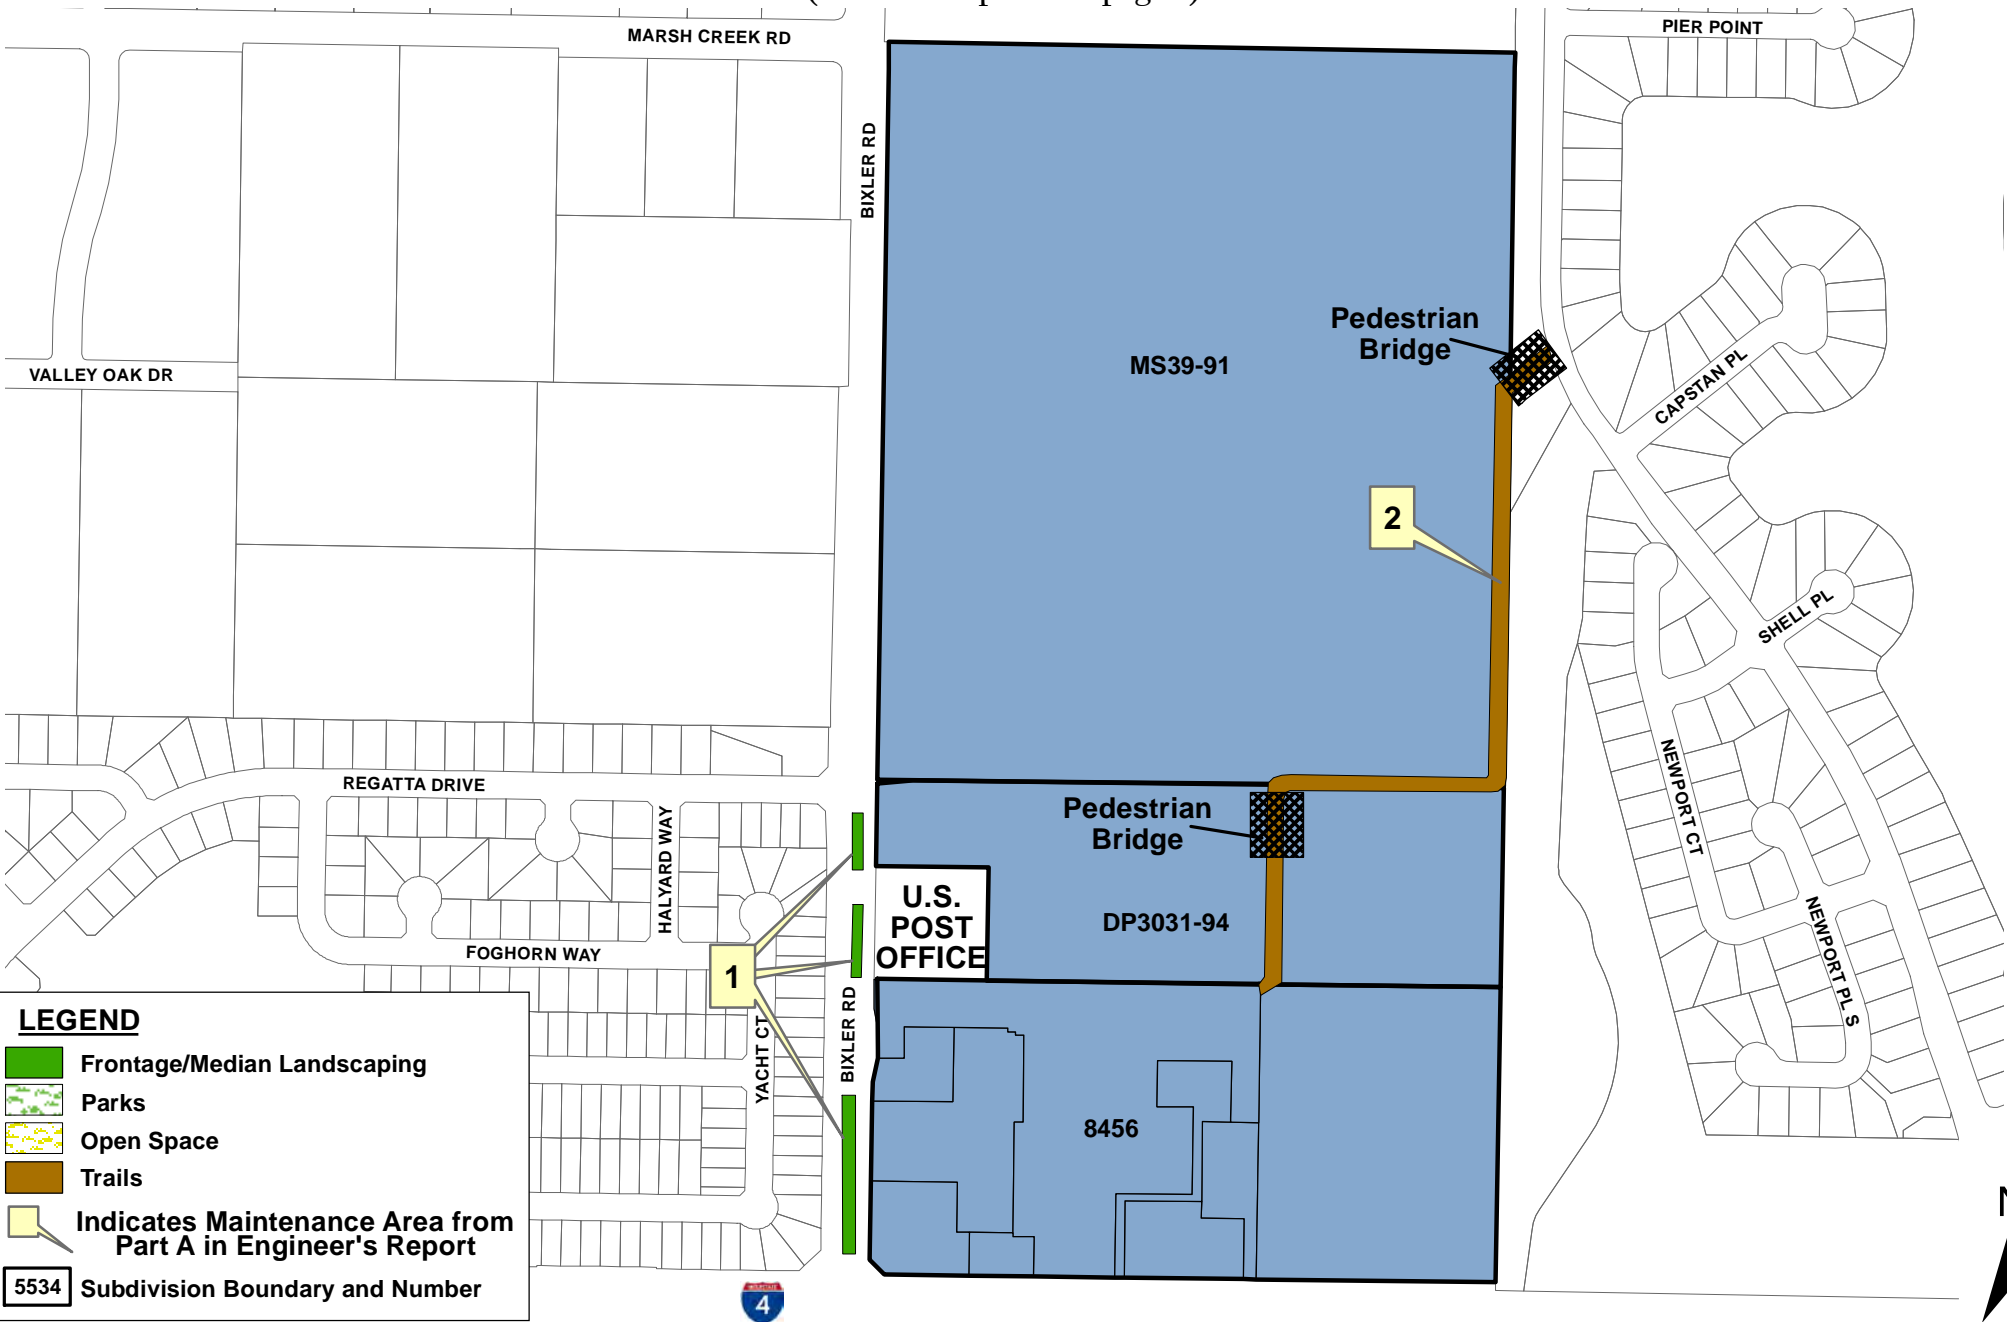 MARSH CREEK RD
PIER POINT
BIXLER RD
Pedestrian
Bridge
MS39-91
CAPSTAN PL
VALLEY OAK DR
2
SHELL PL
NEWPORT CT
REGATTA DRIVE
HALYARD WAY
Pedestrian
Bridge
U.S.
POST
OFFICE
DP3031-94
NEWPORT PL S
FOGHORN WAY
1
BIXLER RD
YACHT CT
8456
LEGEND
Frontage/Median Landscaping
Parks
Open Space
Trails
Indicates Maintenance Area from
Part A in Engineer's Report
5534 Subdivision Boundary and Number
4